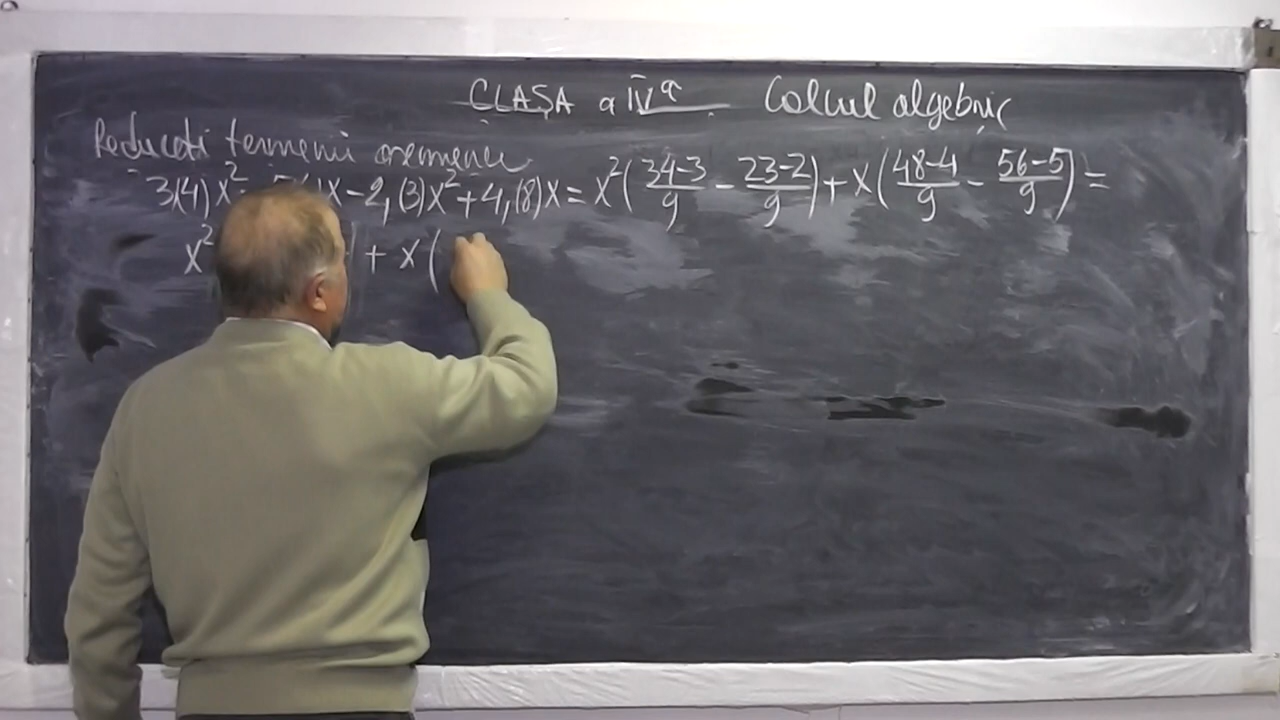 CLASA a IVª Calcul algebric
Reduceti termenii asemenea
3,(4)x² - 5,(6)x - 2,(3)x² + 4,(8)x = x²(34-3/9 - 23-2/9) + x(48-4/9 - 56-5/9) =
x² + x(